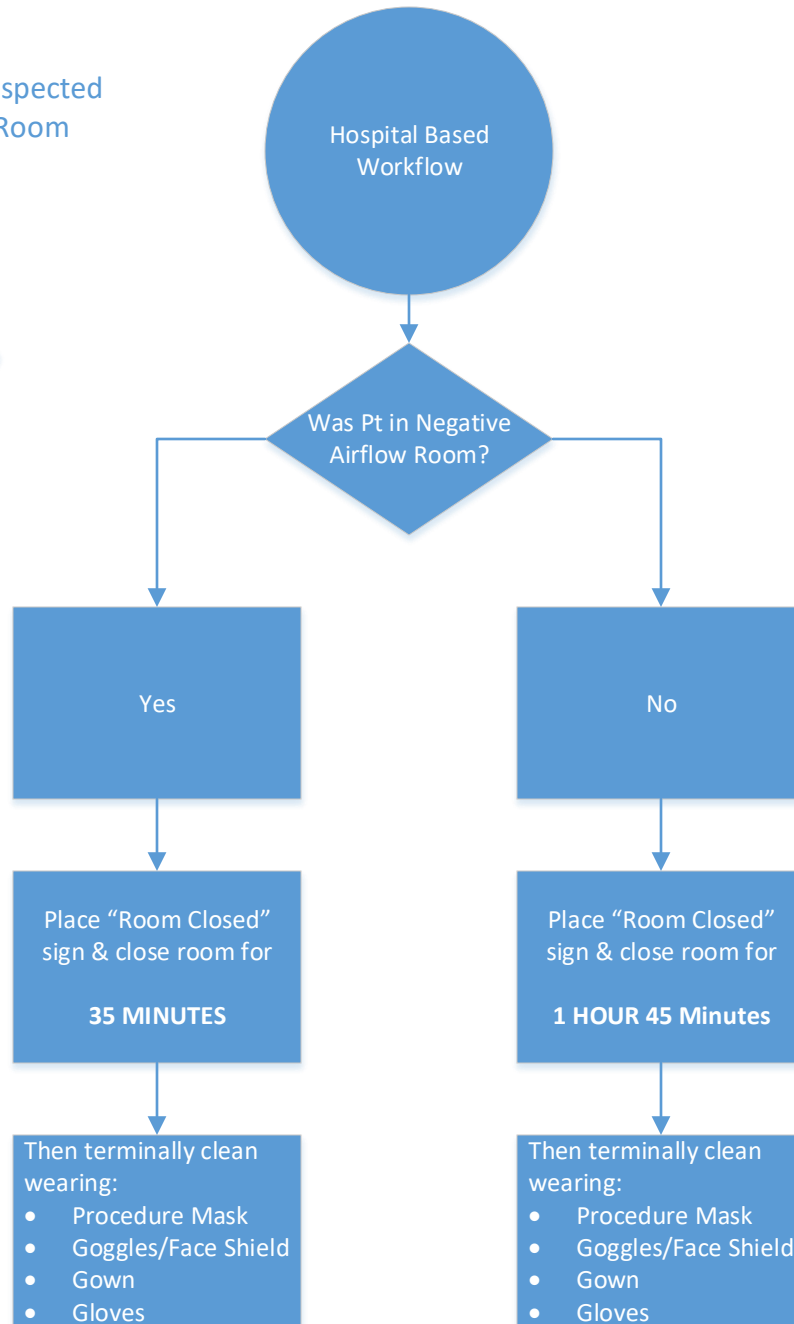 spected
Room
Hospital Based
Workflow
Was Pt in Negative
Airflow Room?
Yes
No
Place “Room Closed”
sign & close room for
35 MINUTES
Place “Room Closed”
sign & close room for
1 HOUR 45 Minutes
Then terminally clean
wearing:
• Procedure Mask
• Goggles/Face Shield
• Gown
• Gloves
Then terminally clean
wearing:
• Procedure Mask
• Goggles/Face Shield
• Gown
• Gloves